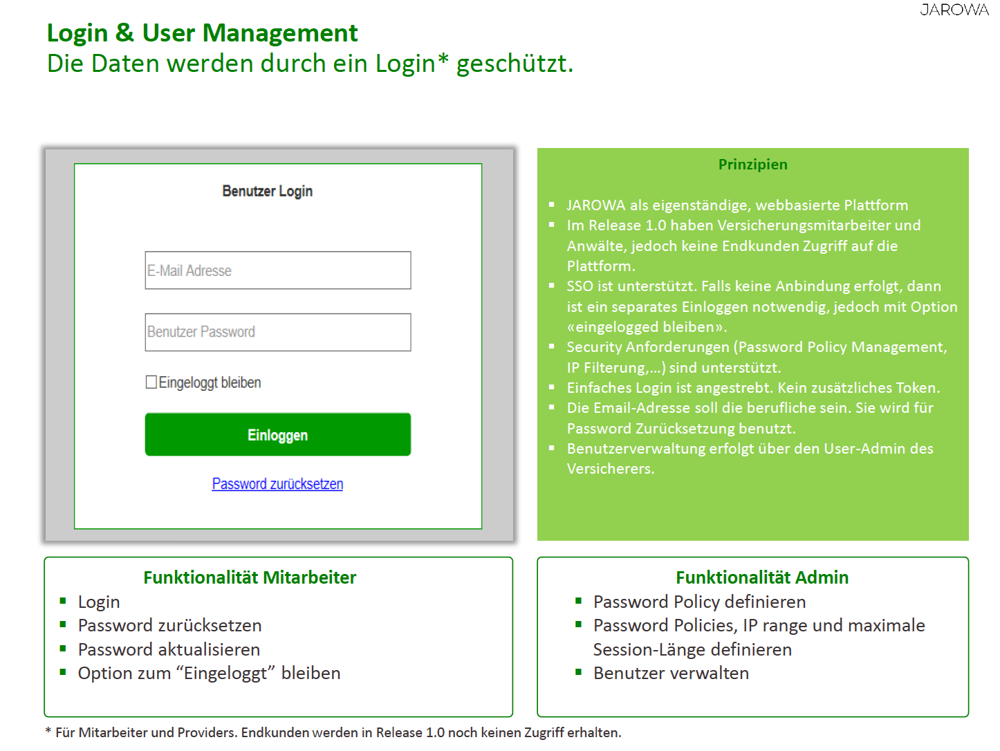 JAROWA
Login & User Management
Die Daten werden durch ein Login* geschützt.
Benutzer Login
E-Mail Adresse
Benutzer Password
Eingeloggt bleiben
Einloggen
Password zurücksetzen
Prinzipien
▪ JAROWA als eigenständige, webbasierte Plattform
▪ Im Release 1.0 haben Versicherungsmitarbeiter und
Anwälte, jedoch keine Endkunden Zugriff auf die
Plattform.
▪ SSO ist unterstützt. Falls keine Anbindung erfolgt, dann
ist ein separates Einloggen notwendig, jedoch mit Option
«eingelogged bleiben».
▪ Security Anforderungen (Password Policy Management,
IP Filterung,...) sind unterstützt.
▪ Einfaches Login ist angestrebt. Kein zusätzliches Token.
▪ Die Email-Adresse soll die berufliche sein. Sie wird für
Password Zurücksetzung benutzt.
▪ Benutzerverwaltung erfolgt über den User-Admin des
Versicherers.
Funktionalität Mitarbeiter
▪ Login
▪ Password zurücksetzen
▪ Password aktualisieren
▪ Option zum “Eingeloggt” bleiben
Funktionalität Admin
▪ Password Policy definieren
▪ Password Policies, IP range und maximale
Session-Länge definieren
▪ Benutzer verwalten
* Für Mitarbeiter und Providers. Endkunden werden in Release 1.0 noch keinen Zugriff erhalten.